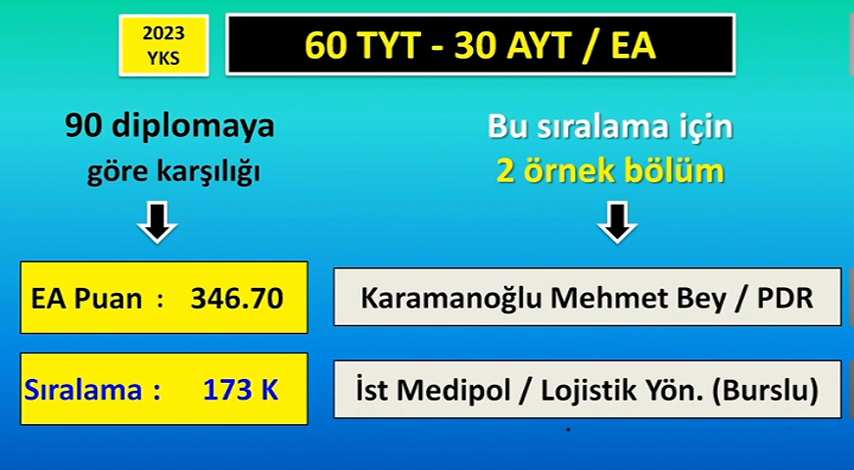 2023
YKS
60 TYT - 30 AYT / EA
90 diplomaya
göre karşılığı
Bu sıralama için
2 örnek bölüm
EA Puan : 346.70
Karamanoğlu Mehmet Bey / PDR
Sıralama : 173 K
İst Medipol / Lojistik Yön. (Burslu)